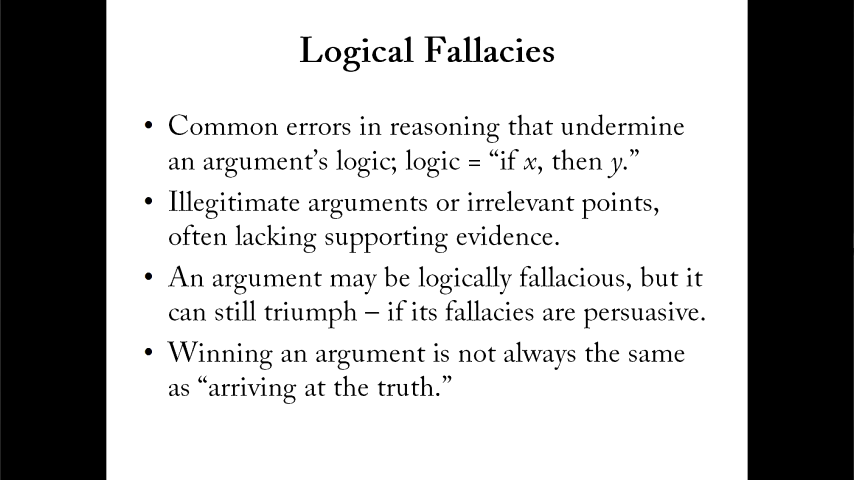 Logical Fallacies
• Common errors in reasoning that undermine
an argument’s logic; logic = “if x, then y.”
• Illegitimate arguments or irrelevant points,
often lacking supporting evidence.
• An argument may be logically fallacious, but it
can still triumph – if its fallacies are persuasive.
• Winning an argument is not always the same
as “arriving at the truth.”